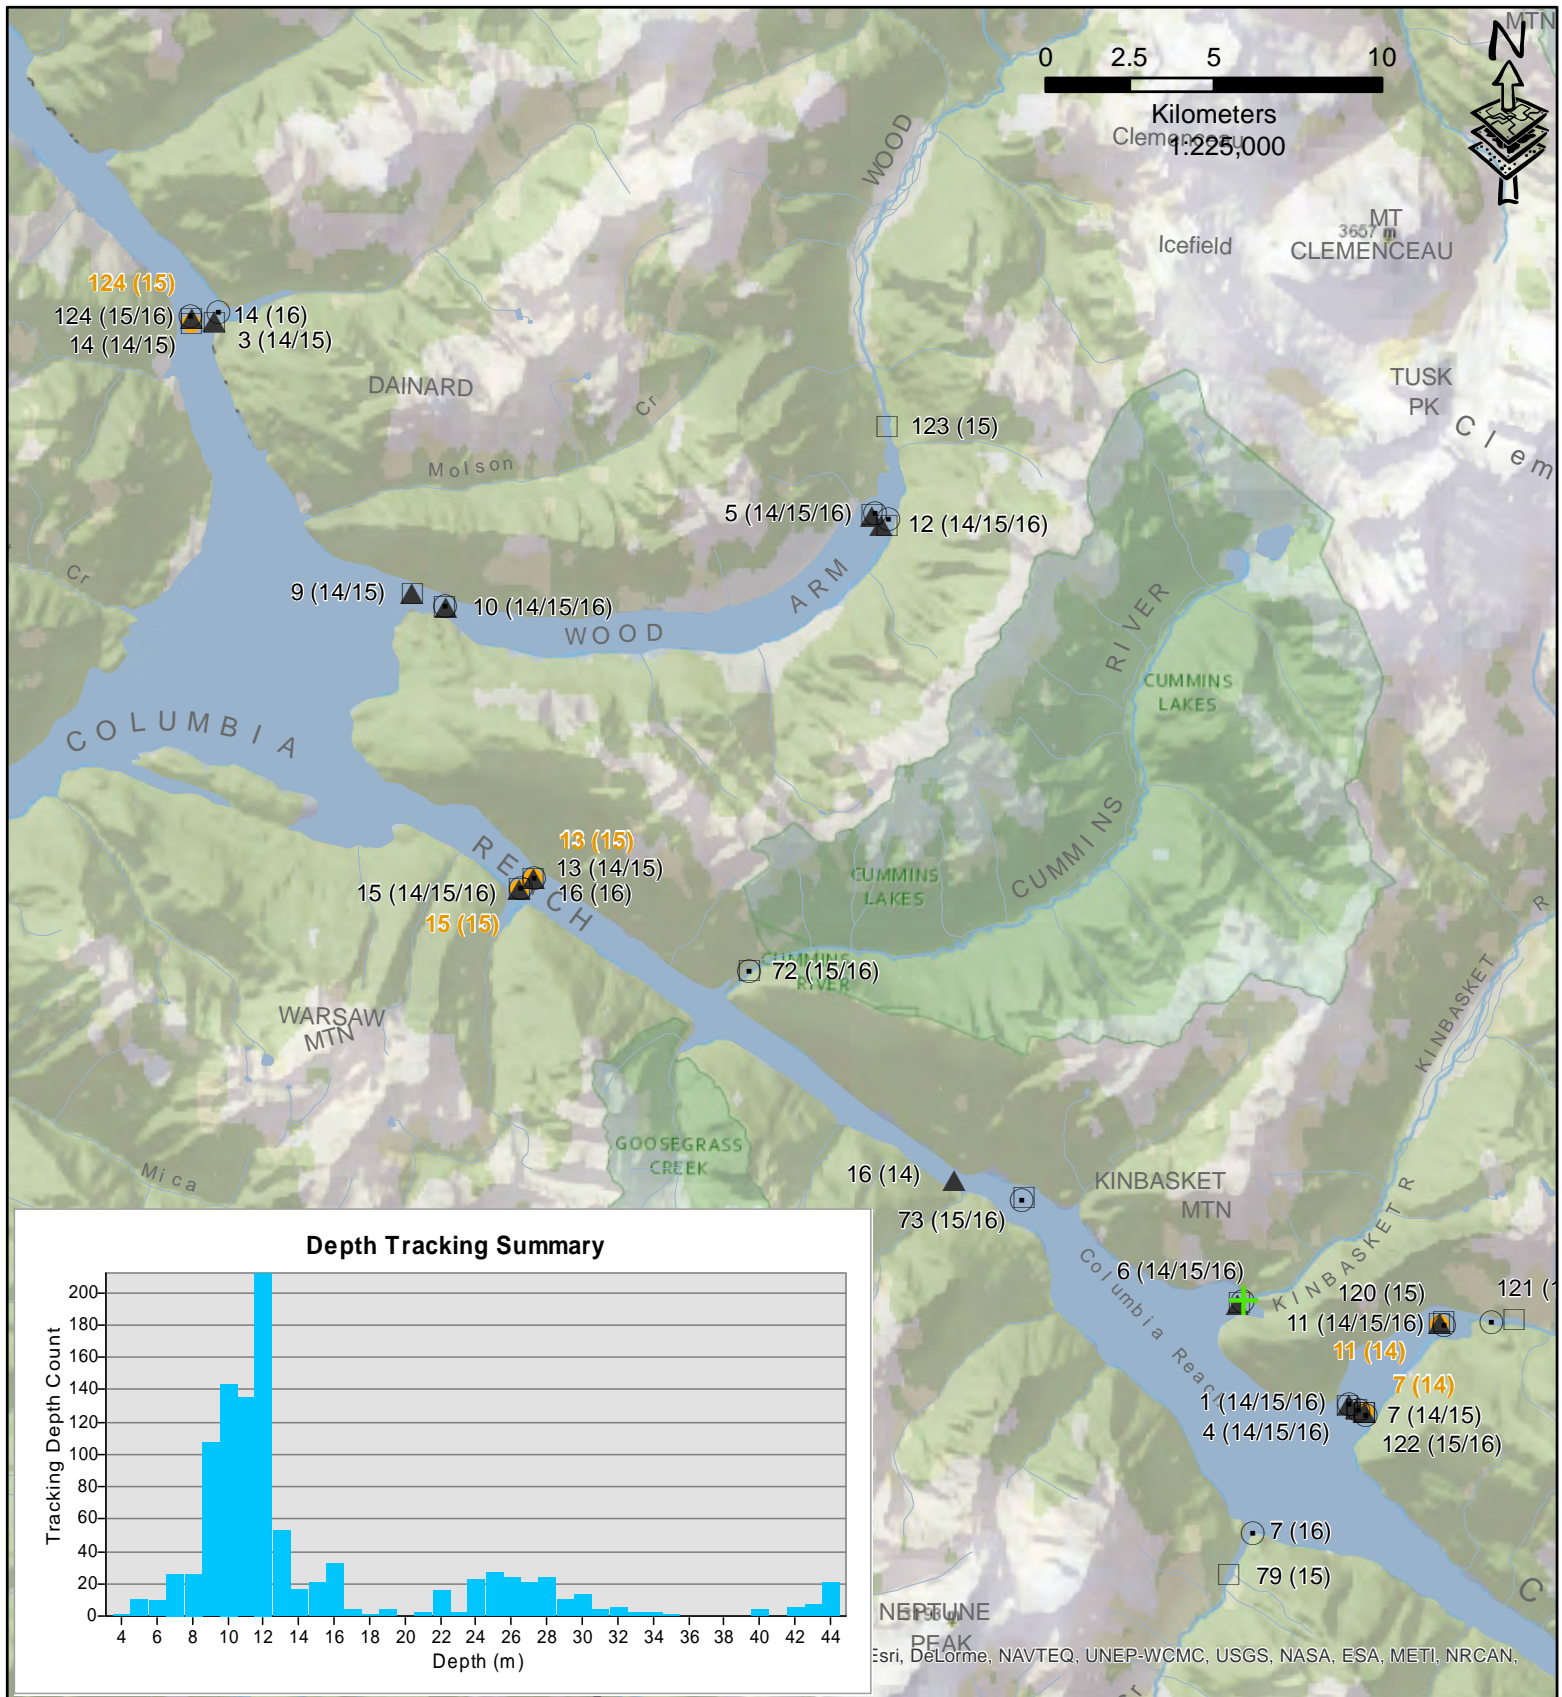 MTN
N
0 2.5 5 10
Kilometers
Clemenceau
1:225,000
WOOD
MT
3657 m
CLEMENCEAU
Icefield
124 (15)
124 (15/16)
14 (16)
14 (14/15)
3 (14/15)
DAINARD
Cr
TUSK
PK
Clem
123 (15)
Molson
5 (14/15/16)
12 (14/15/16)
Cr
9 (14/15)
10 (14/15/16)
WOOD ARM
RIVER
CUMMINS
LAKES
COLUMBIA
REACH
13 (15)
13 (14/15)
15 (14/15/16)
16 (16)
15 (15)
CUMMINS
LAKES
CUMMINS
R
72 (15/16)
CUMMINS
RIVER
KINBASKET
WARSAW
MTN
GOOSEGRASS
CREEK
Mica
16 (14)
KINBASKET
MTN
73 (15/16)
KINBASKET R
Columbia Reach
6 (14/15/16)
120 (15)
121 (1
11 (14/15/16)
11 (14)
7 (14)
1 (14/15/16)
7 (14/15)
4 (14/15/16)
122 (15/16)
7 (16)
79 (15)
C
NEPTUNE
PEAK
Esri, DeLorme, NAVTEQ, UNEP-WCMC, USGS, NASA, ESA, METI, NRCAN,
Cr
Depth Tracking Summary
Tracking Depth Count
200
180
160
140
120
100
80
60
40
20
0
4 6 8 10 12 14 16 18 20 22 24 26 28 30 32 34 36 38 40 42 44
Depth (m)